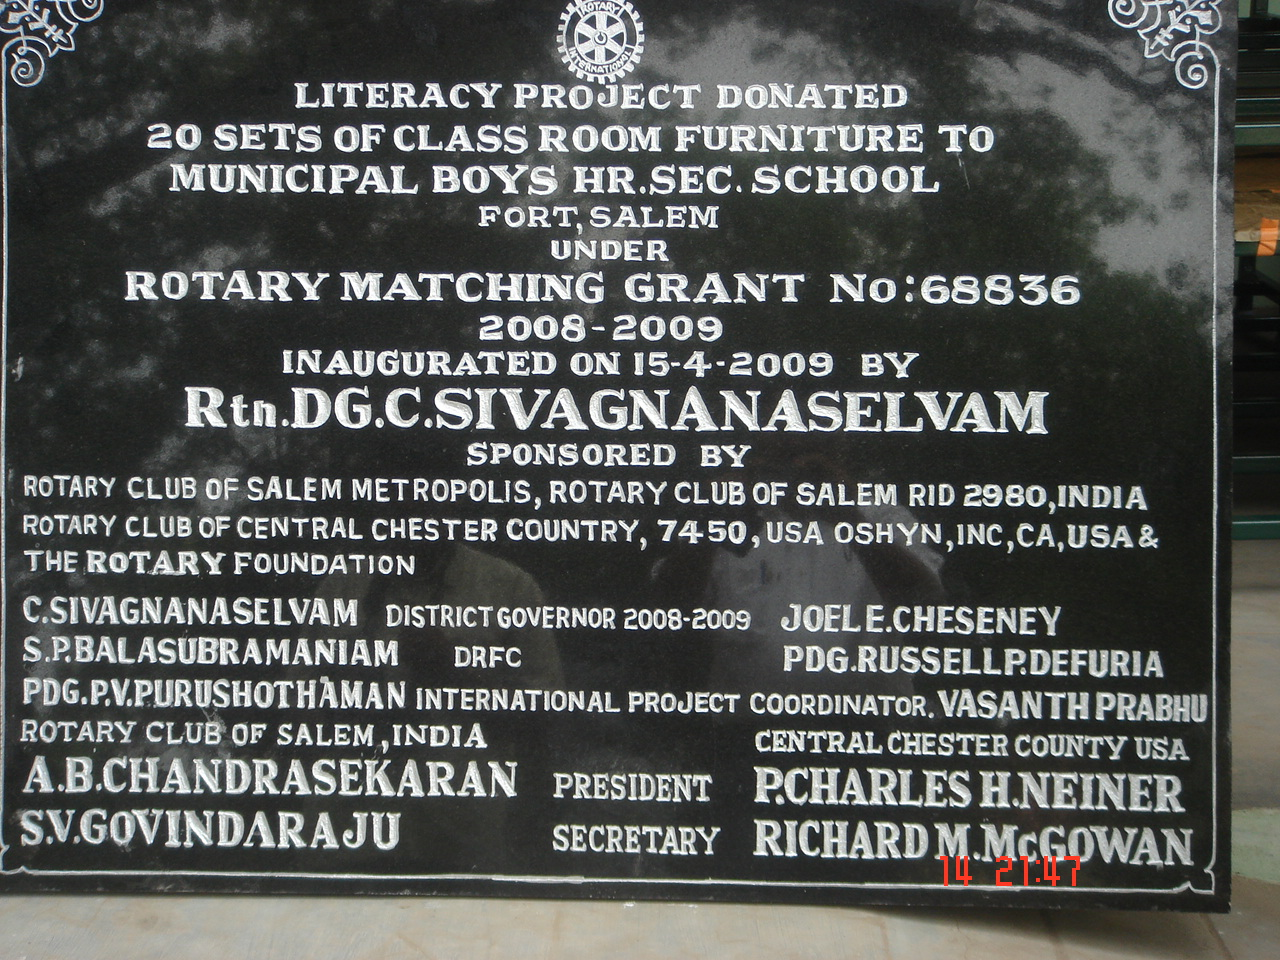 ROTARY
INTERNATIONAL
LITERACY PROJECT DONATED
20 SETS OF CLASS ROOM FURNITURE TO
MUNICIPAL BOYS HR.SEC.SCHOOL
FORT, SALEM
UNDER
ROTARY MATCHING GRANT No:68836
2008-2009
INAUGURATED ON 15-4-2009 BY
Rtn.DG.C.SIVAGNANASELVAM
SPONSORED BY
ROTARY CLUB OF SALEM METROPOLIS, ROTARY CLUB OF SALEM RID 2980, INDIA
ROTARY CLUB OF CENTRAL CHESTER COUNTRY, 7450, USA OSHYN, INC, CA, USA &
THE ROTARY FOUNDATION
C.SIVAGNANASELVAM DISTRICT GOVERNOR 2008-2009 JOEL E.CHESENEY
S.P.BALASUBRAMANIAM DRFC PDG.RUSSELL P.DEFURIA
PDG.P.V.PURUSHOTHAMAN INTERNATIONAL PROJECT COORDINATOR. VASANTH PRABHU
ROTARY CLUB OF SALEM, INDIA CENTRAL CHESTER COUNTY USA
A.B.CHANDRASEKARAN PRESIDENT P.CHARLES H.NEINER
S.V.GOVINDARAJU SECRETARY RICHARD M.McGOWAN
14 21:47